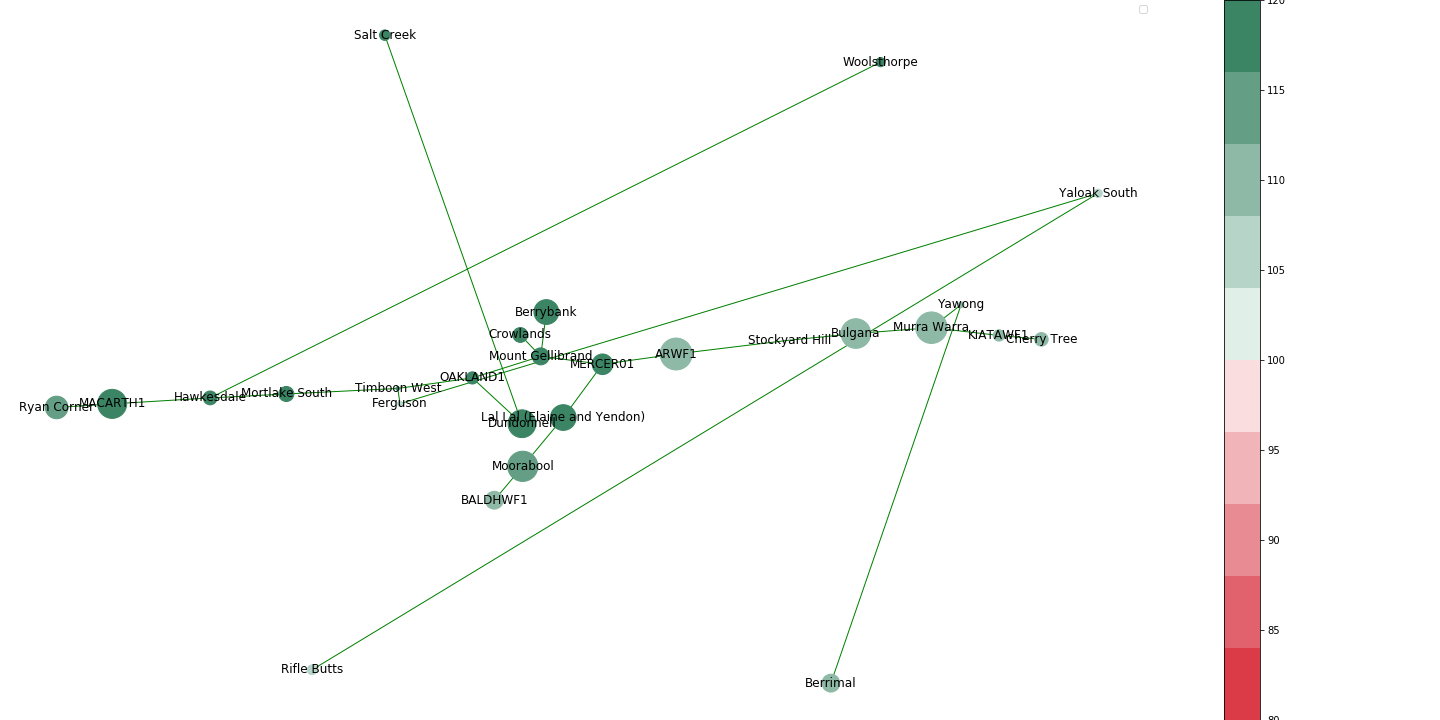 120
Salt Creek
Woolsthorpe
115
110
Yaloak South
105
Yawong
Berrybank
Murra Warra
Crowlands
Bulgana
KIATAWF1
Stockyard Hill
Cherry Tree
Mount Gellibrand
ARWF1
100
MERCER01
OAKLAND1
Timboon West
Mortlake South
Hawkesdale
MACARTH1
Ferguson
Ryan Corner
Lal Lal (Elaine and Yendon)
Dundonnell
95
Moorabool
BALDHWF1
90
85
Rifle Butts
Berrimal
80